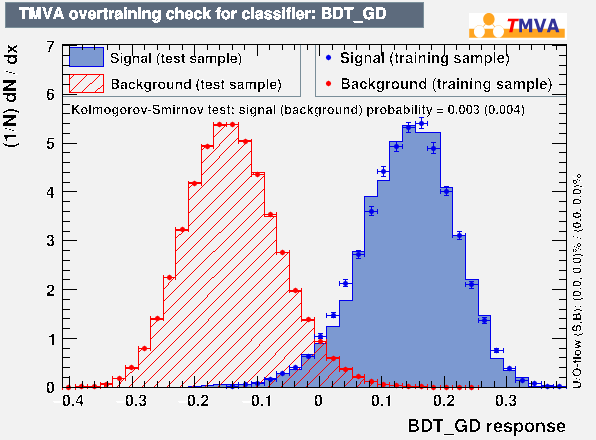 TMVA overtraining check for classifier: BDT_GD
TMVA
(1/N) dN / dx
7
6
5
4
3
2
1
0
Signal (test sample)
Background (test sample)
Signal (training sample)
Background (training sample)
Kolmogorov-Smirnov test: signal (background) probability = 0.003 (0.004)
U/O-flow (S,B): (0.0, 0.0)% / (0.0, 0.0)%
-0.4 -0.3 -0.2 -0.1 0 0.1 0.2 0.3
BDT_GD response